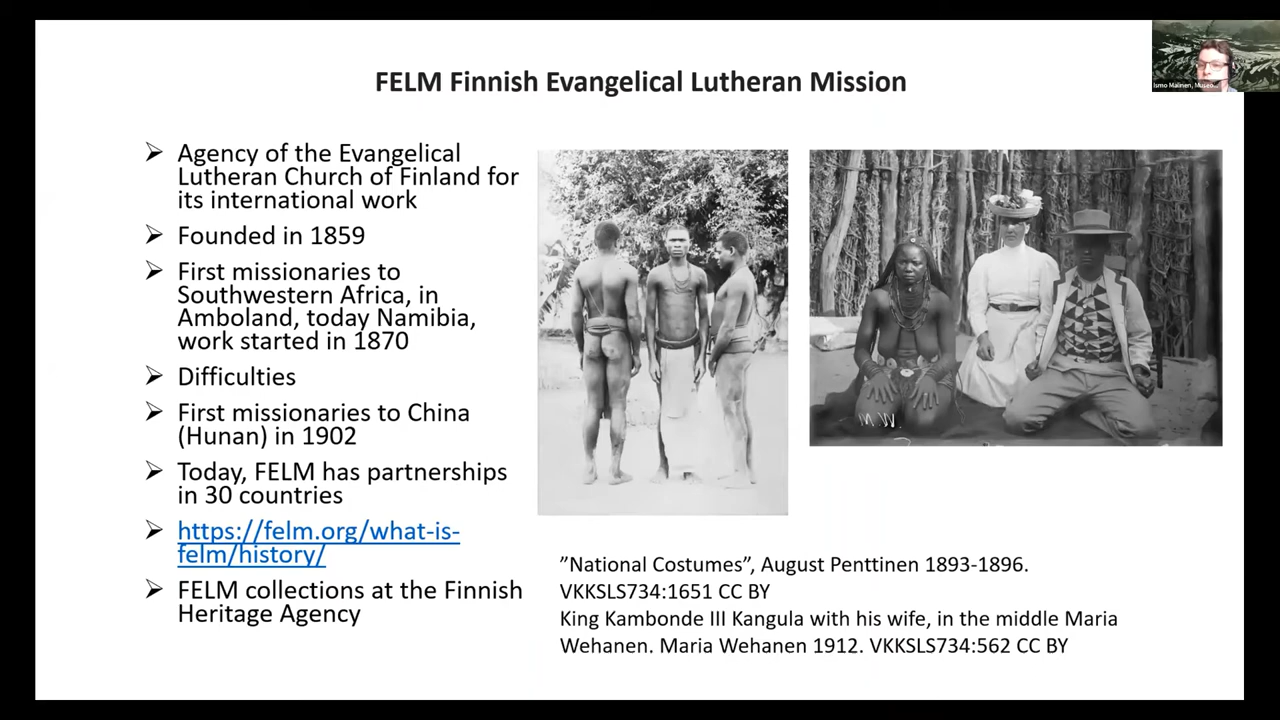 FELM Finnish Evangelical Lutheran Mission
Ismo Malinen, Museo...
➢ Agency of the Evangelical
Lutheran Church of Finland for
its international work
➢ Founded in 1859
➢ First missionaries to
Southwestern Africa, in
Amboland, today Namibia,
work started in 1870
➢ Difficulties
➢ First missionaries to China
(Hunan) in 1902
➢ Today, FELM has partnerships
in 30 countries
➢ https://felm.org/what-is-
felm/history/
➢ FELM collections at the Finnish
Heritage Agency
M W.
”National Costumes”, August Penttinen 1893-1896.
VKKSLS734:1651 CC BY
King Kambonde III Kangula with his wife, in the middle Maria
Wehanen. Maria Wehanen 1912. VKKSLS734:562 CC BY